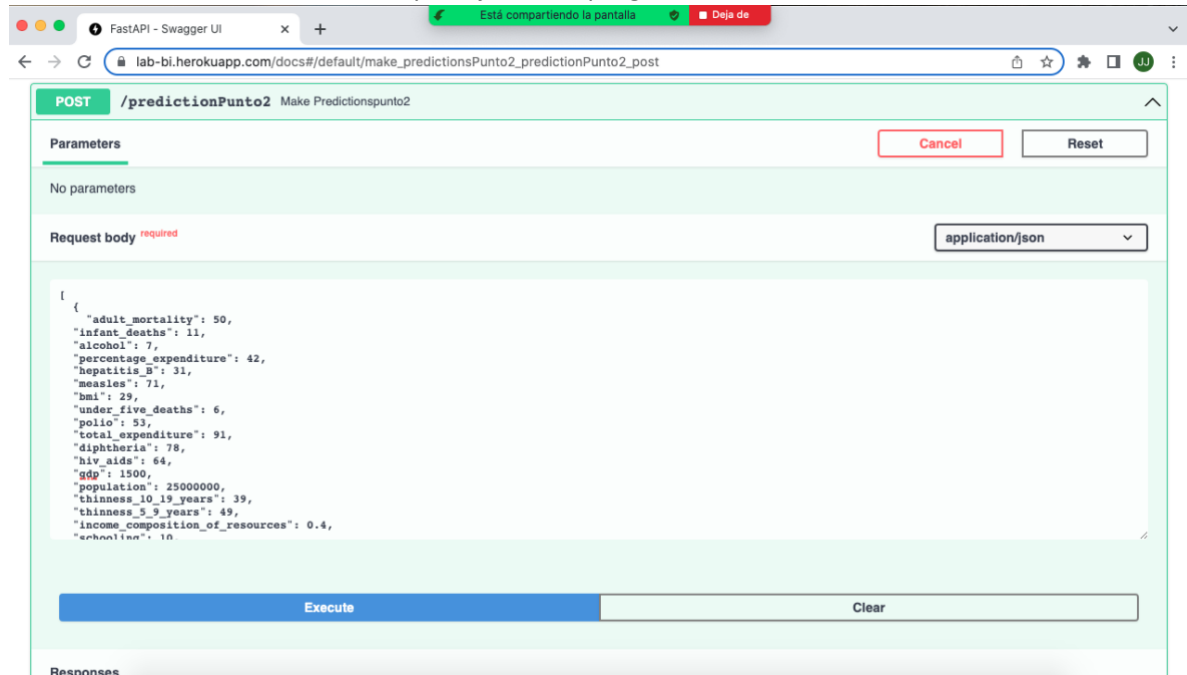 Está compartiendo la pantalla
Deja de
FastAPI - Swagger UI
lab-bi.herokuapp.com/docs#/default/make_predictionsPunto2_predictionPunto2_post
JJ
POST /predictionPunto2 Make Predictionspunto2
Parameters
Cancel
Reset
No parameters
Request body required
application/json
[
{
"adult_mortality": 50,
"infant_deaths": 11,
"alcohol": 7,
"percentage_expenditure": 42,
"hepatitis_B": 31,
"measles": 71,
"bmi": 29,
"under_five_deaths": 6,
"polio": 53,
"total_expenditure": 91,
"diphtheria": 78,
"hiv_aids": 64,
"gdp": 1500,
"population": 25000000,
"thinness_10_19_years": 39,
"thinness_5_9_years": 49,
"income_composition_of_resources": 0.4,
"schooling": 10,
Execute
Clear
Responses